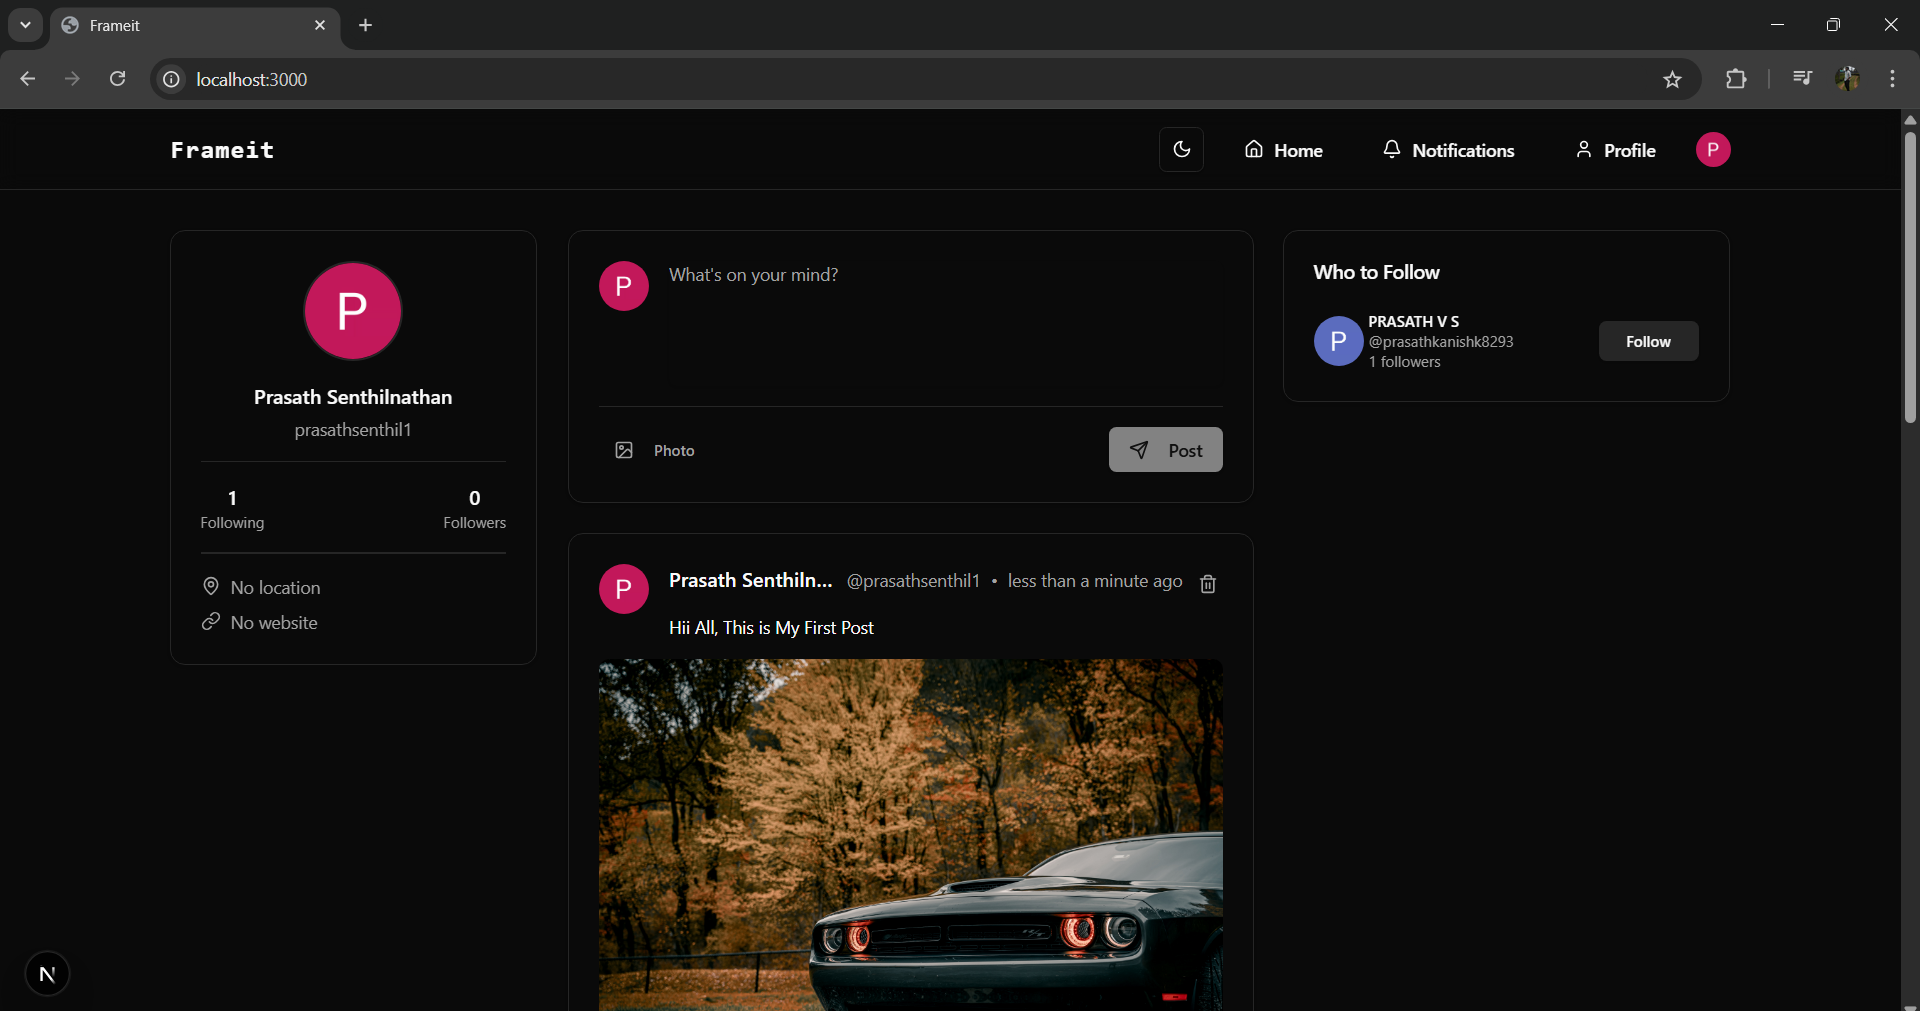 Frameit
localhost:3000
Frameit
Home
Notifications
Profile
P
P
Prasath Senthilnathan
prasathsenthil1
1
Following
0
Followers
No location
No website
P
What's on your mind?
Photo
Post
P
Prasath Senthiln... @prasathsenthil1 • less than a minute ago
Hii All, This is My First Post
Who to Follow
P
PRASATH V S
@prasathkanishk8293
1 followers
Follow
N